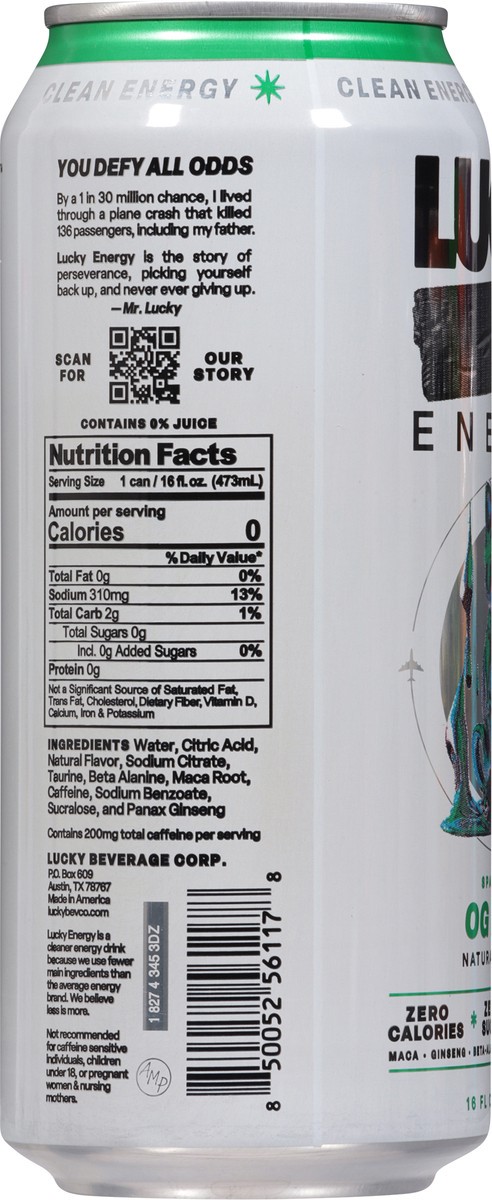 CLEAN ENERGY
CLEAN ENERG
YOU DEFY ALL ODDS
By a 1 in 30 million chance, I lived
through a plane crash that killed
136 passengers, including my father.
Lucky Energy is the story of
perseverance, picking yourself
back up, and never ever giving up.
—Mr. Lucky
SCAN
FOR
OUR
STORY
CONTAINS 0% JUICE
Nutrition Facts
Serving Size 1 can / 16 fl. oz. (473mL)
Amount per serving
Calories 0
% Daily Value*
Total Fat 0g 0%
Sodium 310mg 13%
Total Carb 2g 1%
Total Sugars 0g
Incl. 0g Added Sugars 0%
Protein 0g
Not a Significant Source of Saturated Fat,
Trans Fat, Cholesterol, Dietary Fiber, Vitamin D,
Calcium, Iron & Potassium
INGREDIENTS Water, Citric Acid,
Natural Flavor, Sodium Citrate,
Taurine, Beta Alanine, Maca Root,
Caffeine, Sodium Benzoate,
Sucralose, and Panax Ginseng
Contains 200mg total caffeine per serving
LUCKY BEVERAGE CORP.
P.O. Box 609
Austin, TX 78767
Made in America
luckybevco.com
Lucky Energy is a
cleaner energy drink
because we use fewer
main ingredients than
the average energy
brand. We believe
less is more.
Not recommended
for caffeine sensitive
individuals, children
under 18, or pregnant
women & nursing
mothers.
1 827 4 345 3DZ
AMP
8 50052 56117 8
LU
ENE
SPA
OG
NATURA
ZERO
CALORIES
ZE
SU
MACA • GINSENG • BETA-A
16 FL O